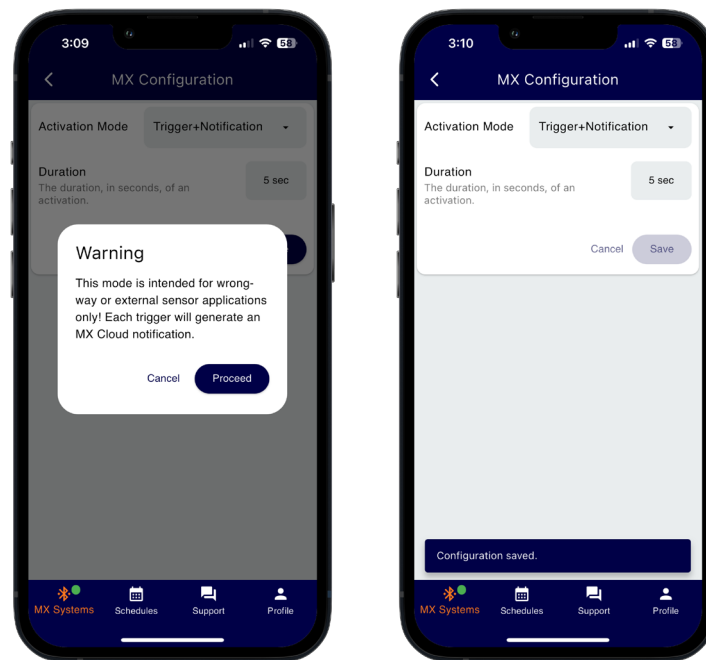 3:09
58
MX Configuration
Activation Mode
Trigger+Notification
Duration
The duration, in seconds, of an
activation.
5 sec
Warning
This mode is intended for wrong-
way or external sensor applications
only! Each trigger will generate an
MX Cloud notification.
Cancel
Proceed
MX Systems
Schedules
Support
Profile
3:10
58
MX Configuration
Activation Mode
Trigger+Notification
Duration
The duration, in seconds, of an
activation.
5 sec
Cancel
Save
Configuration saved.
MX Systems
Schedules
Support
Profile